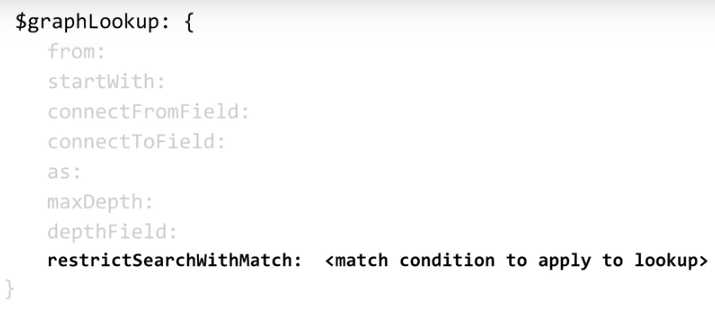 $graphLookup: {
from:
startWith:
connectFromField:
connectToField:
as:
maxDepth:
depthField:
restrictSearchWithMatch: <match condition to apply to lookup>
}